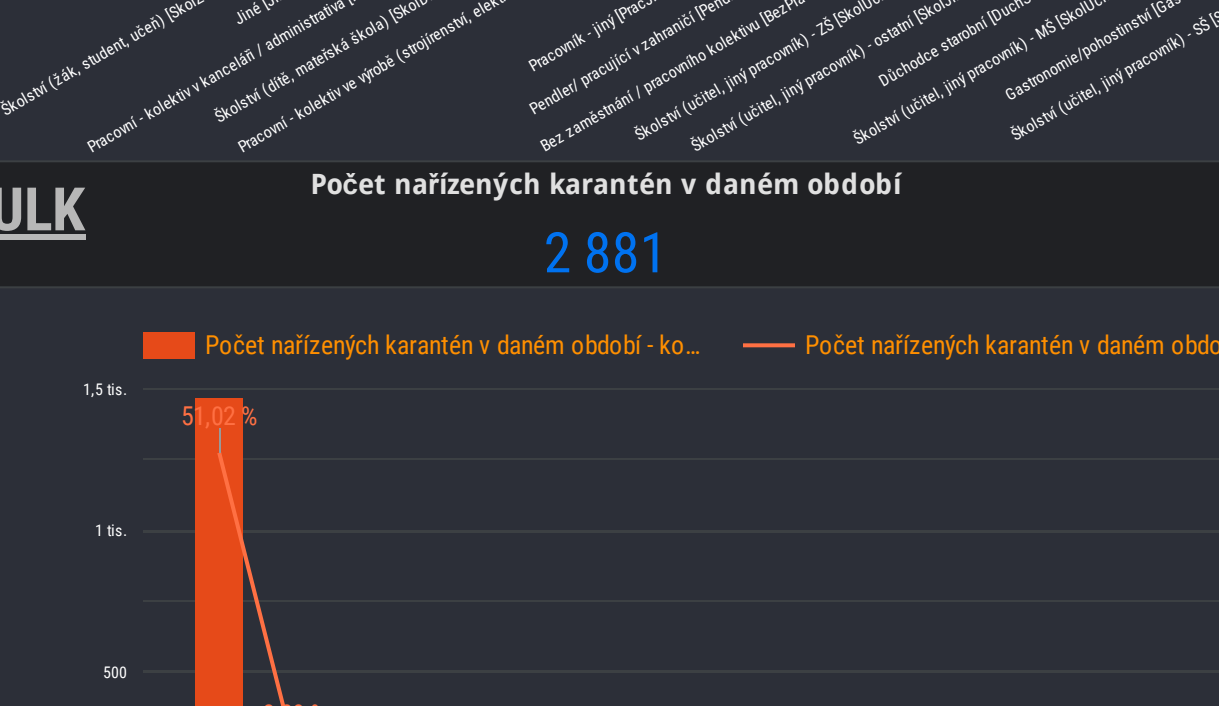 Školství (žák, student, učeň)
Jiné
Pracovní - kolektiv v kanceláři / administrativa
Školství (dítě, mateřská škola)
Pracovní - kolektiv ve výrobě (strojírenství,
Pracovník - jiný
Pendler/ pracující v zahraničí
Bez zaměstnání / pracovního kolektivu
Školství (učitel, jiný pracovník) - ZŠ
Školství (učitel, jiný pracovník) - ostatní
Důchodce starobní
Školství (učitel, jiný pracovník) - MŠ
Gastronomie/pohostinství
Školství (učitel, jiný pracovník) - SŠ
ULK
Počet nařízených karantén v daném období
2 881
Počet nařízených karantén v daném období - ko…
Počet nařízených karantén v daném obdo
1,5 tis.
51,02 %
1 tis.
500